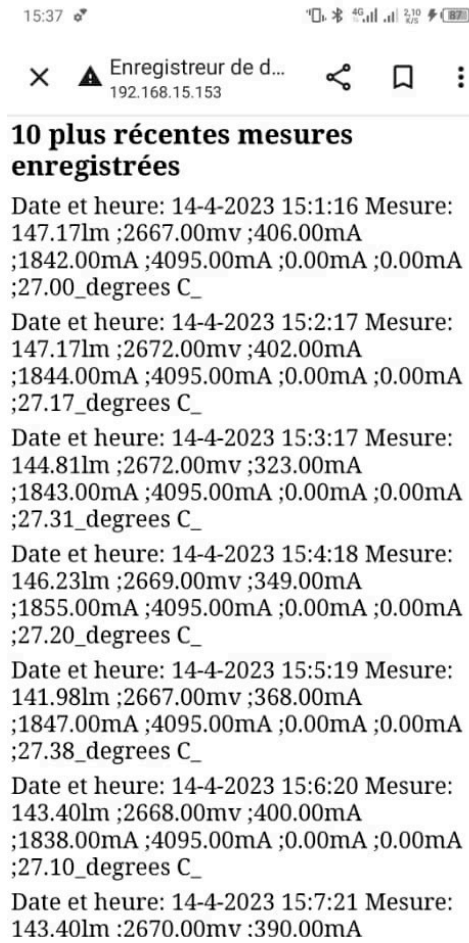 15:37
4G
2,10
K/S
87
Enregistreur de d...
192.168.15.153
10 plus récentes mesures
enregistrées
Date et heure: 14-4-2023 15:1:16 Mesure:
147.17lm ;2667.00mv ;406.00mA
;1842.00mA ;4095.00mA ;0.00mA ;0.00mA
;27.00_degrees C_
Date et heure: 14-4-2023 15:2:17 Mesure:
147.17lm ;2672.00mv ;402.00mA
;1844.00mA ;4095.00mA ;0.00mA ;0.00mA
;27.17_degrees C_
Date et heure: 14-4-2023 15:3:17 Mesure:
144.81lm ;2672.00mv ;323.00mA
;1843.00mA ;4095.00mA ;0.00mA ;0.00mA
;27.31_degrees C_
Date et heure: 14-4-2023 15:4:18 Mesure:
146.23lm ;2669.00mv ;349.00mA
;1855.00mA ;4095.00mA ;0.00mA ;0.00mA
;27.20_degrees C_
Date et heure: 14-4-2023 15:5:19 Mesure:
141.98lm ;2667.00mv ;368.00mA
;1847.00mA ;4095.00mA ;0.00mA ;0.00mA
;27.38_degrees C_
Date et heure: 14-4-2023 15:6:20 Mesure:
143.40lm ;2668.00mv ;400.00mA
;1838.00mA ;4095.00mA ;0.00mA ;0.00mA
;27.10_degrees C_
Date et heure: 14-4-2023 15:7:21 Mesure:
143.40lm ;2670.00mv ;390.00mA